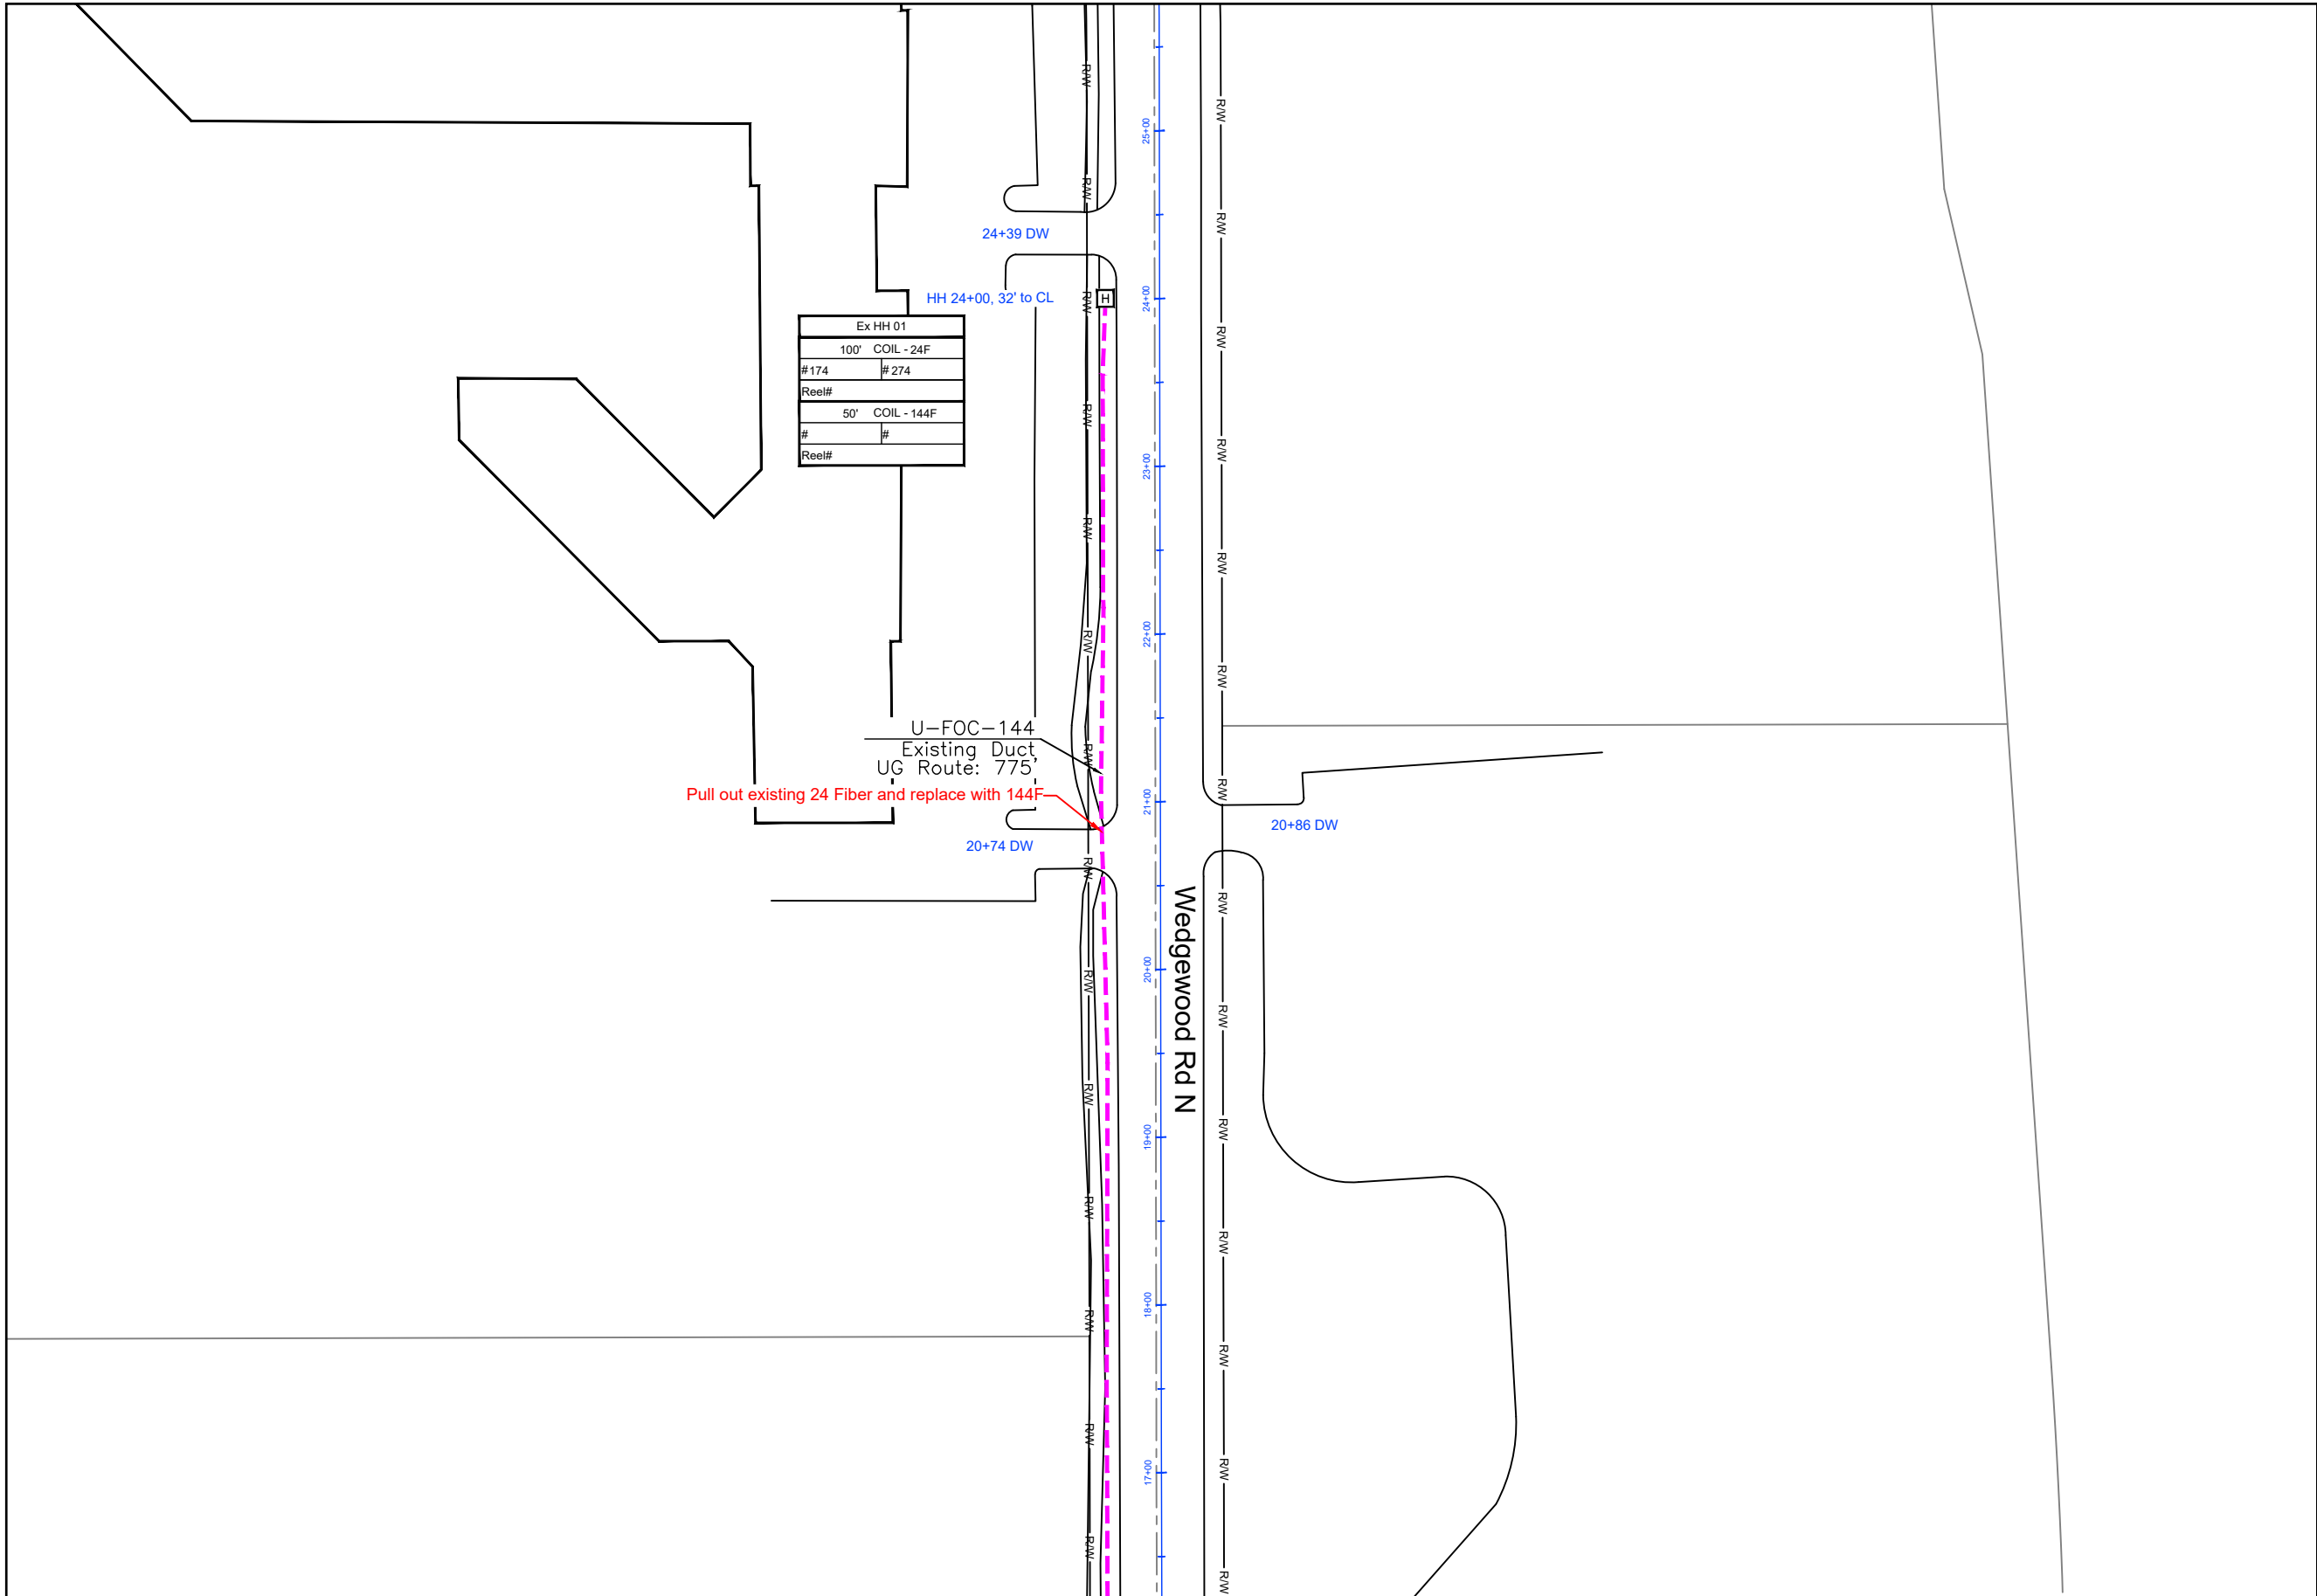 R/W
R/W
25+00
R/W
R/W
24+39 DW
HH 24+00, 32' to CL
R/W
H
24+00
Ex HH 01
100' COIL - 24F
#174 #274
Reel#
50' COIL - 144F
# #
Reel#
R/W
R/W
R/W
23+00
R/W
R/W
22+00
R/W
R/W
U-FOC-144
Existing Duct
UG Route: 775'
R/W
Pull out existing 24 Fiber and replace with 144F
R/W
21+00
20+86 DW
20+74 DW
R/W
R/W
Wedgewood Rd N
20+00
R/W
R/W
R/W
19+00
R/W
R/W
R/W
18+00
R/W
R/W
R/W
17+00
R/W
R/W
R/W